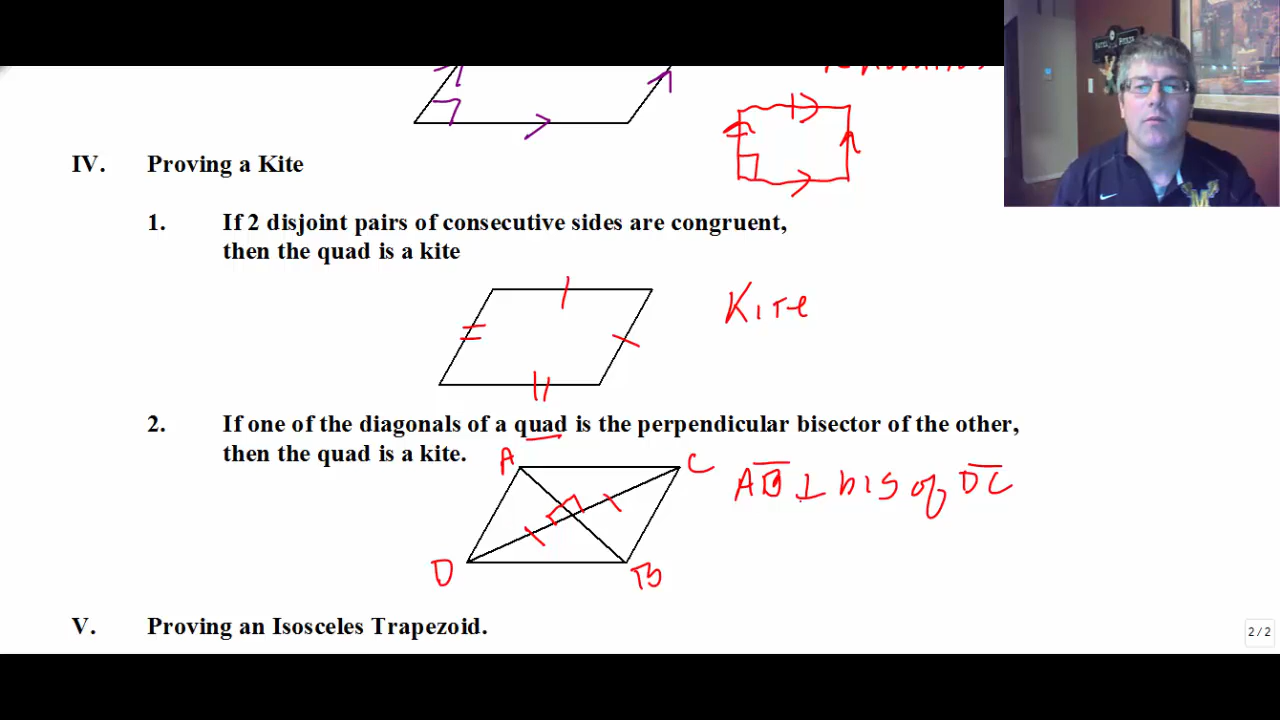 IV. Proving a Kite
1. If 2 disjoint pairs of consecutive sides are congruent,
then the quad is a kite
Kite
2. If one of the diagonals of a quad is the perpendicular bisector of the other,
then the quad is a kite.
A
C
AB ⊥ bis of DC
D
B
V. Proving an Isosceles Trapezoid.
2 / 2